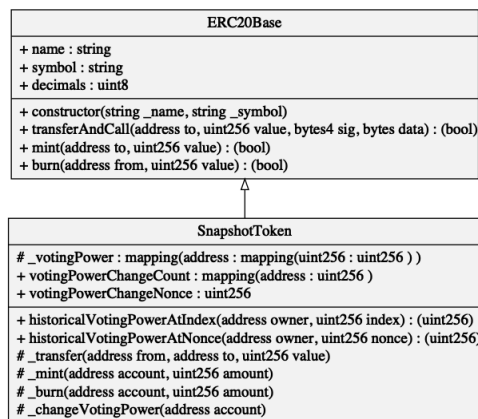 ERC20Base
+ name : string
+ symbol : string
+ decimals : uint8
+ constructor(string _name, string _symbol)
+ transferAndCall(address to, uint256 value, bytes4 sig, bytes data) : (bool)
+ mint(address to, uint256 value) : (bool)
+ burn(address from, uint256 value) : (bool)
SnapshotToken
# _votingPower : mapping(address : mapping(uint256 : uint256 ) )
+ votingPowerChangeCount : mapping(address : uint256 )
+ votingPowerChangeNonce : uint256
+ historicalVotingPowerAtIndex(address owner, uint256 index) : (uint256)
+ historicalVotingPowerAtNonce(address owner, uint256 nonce) : (uint256)
# _transfer(address from, address to, uint256 value)
# _mint(address account, uint256 amount)
# _burn(address account, uint256 amount)
# _changeVotingPower(address account)